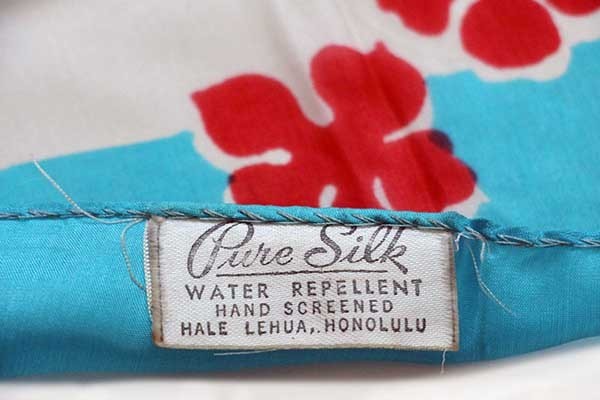 Pure Silk
WATER REPELLENT
HAND SCREENED
HALE LEHUA,. HONOLULU